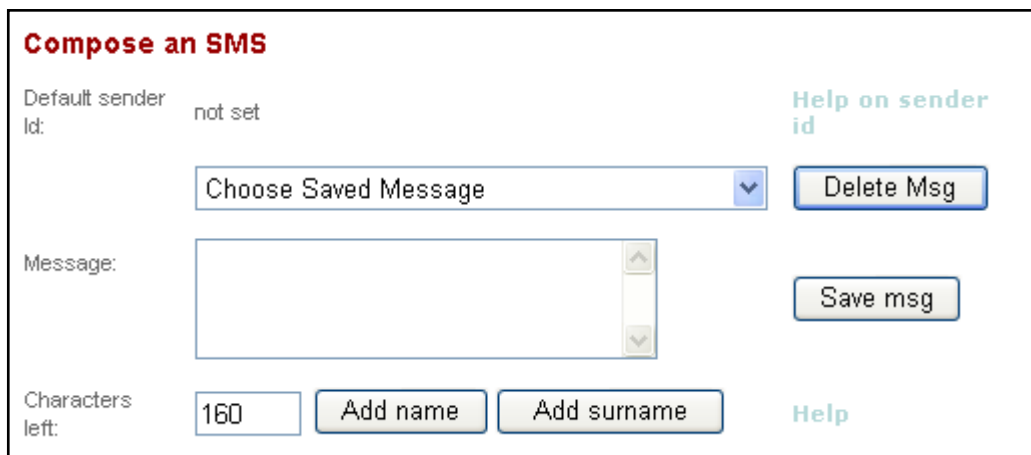 Compose an SMS
Default sender
Id:
not set
Help on sender
id
Choose Saved Message
Delete Msg
Message:
Save msg
Characters
left:
160
Add name
Add surname
Help